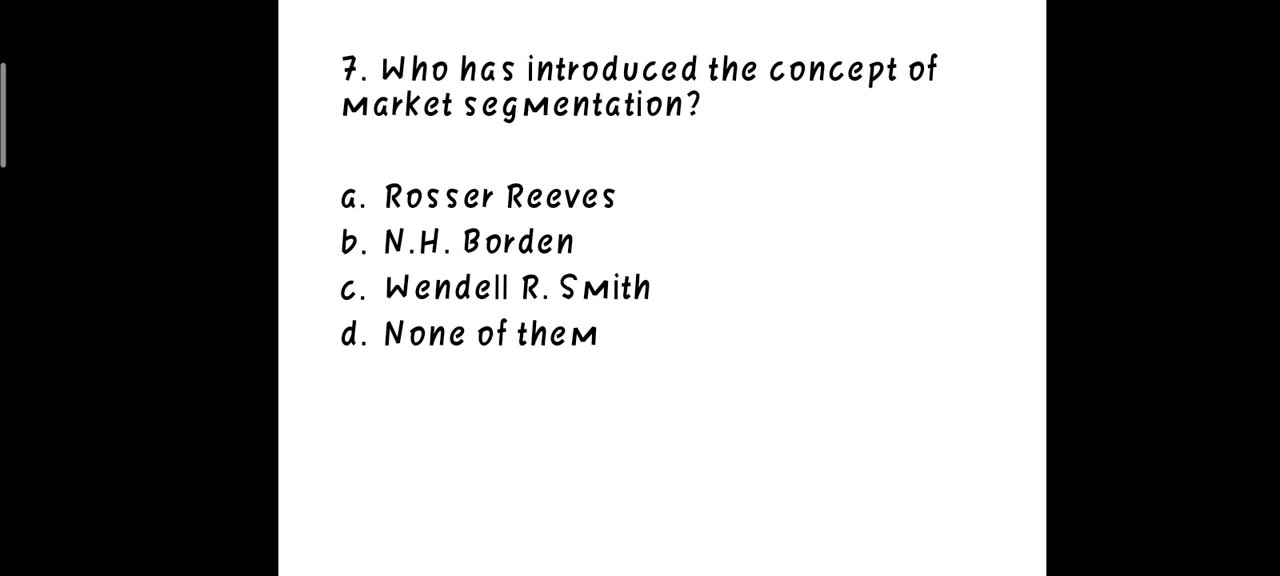 7. Who has introduced the concept of
market segmentation?
a. Rosser Reeves
b. N.H. Borden
c. Wendell R. Smith
d. None of them